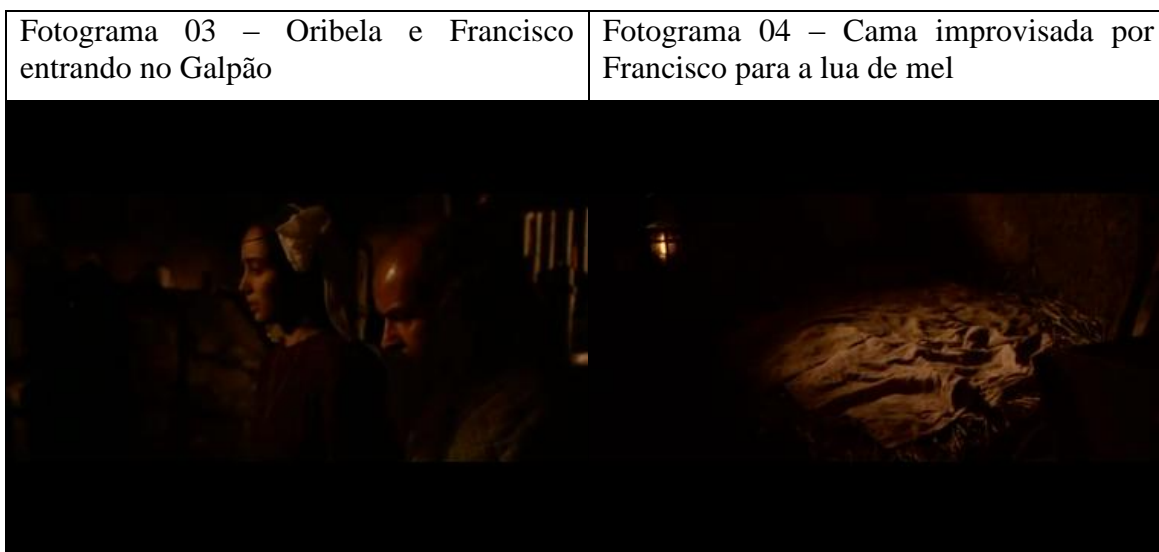 Fotograma 03 – Oribela e Francisco
entrando no Galpão
Fotograma 04 – Cama improvisada por
Francisco para a lua de mel